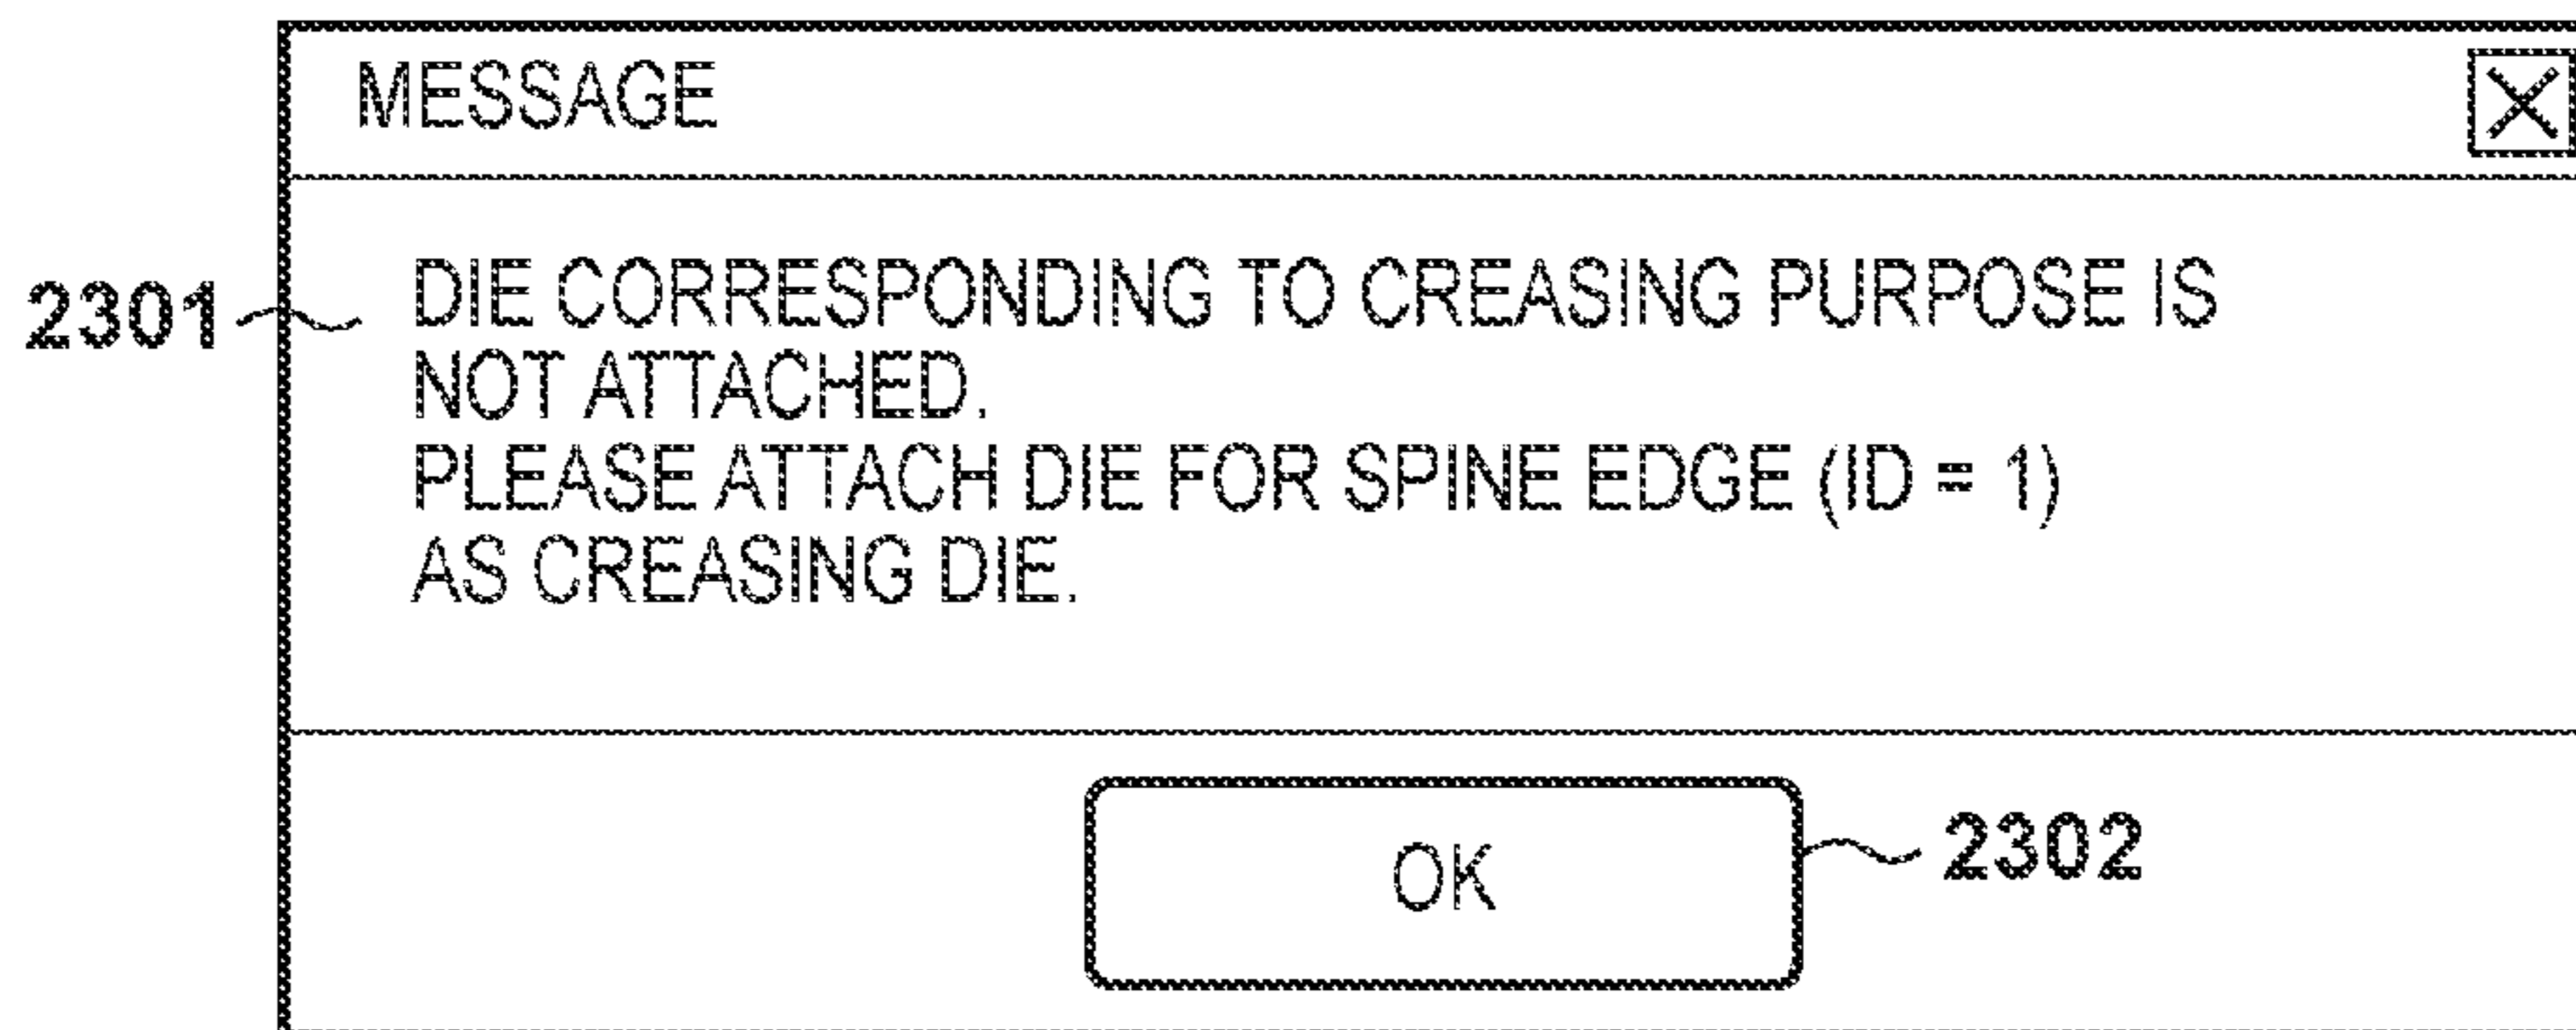 MESSAGE
2301
DIE CORRESPONDING TO CREASING PURPOSE IS
NOT ATTACHED.
PLEASE ATTACH DIE FOR SPINE EDGE (ID = 1)
AS CREASING DIE.
OK
2302